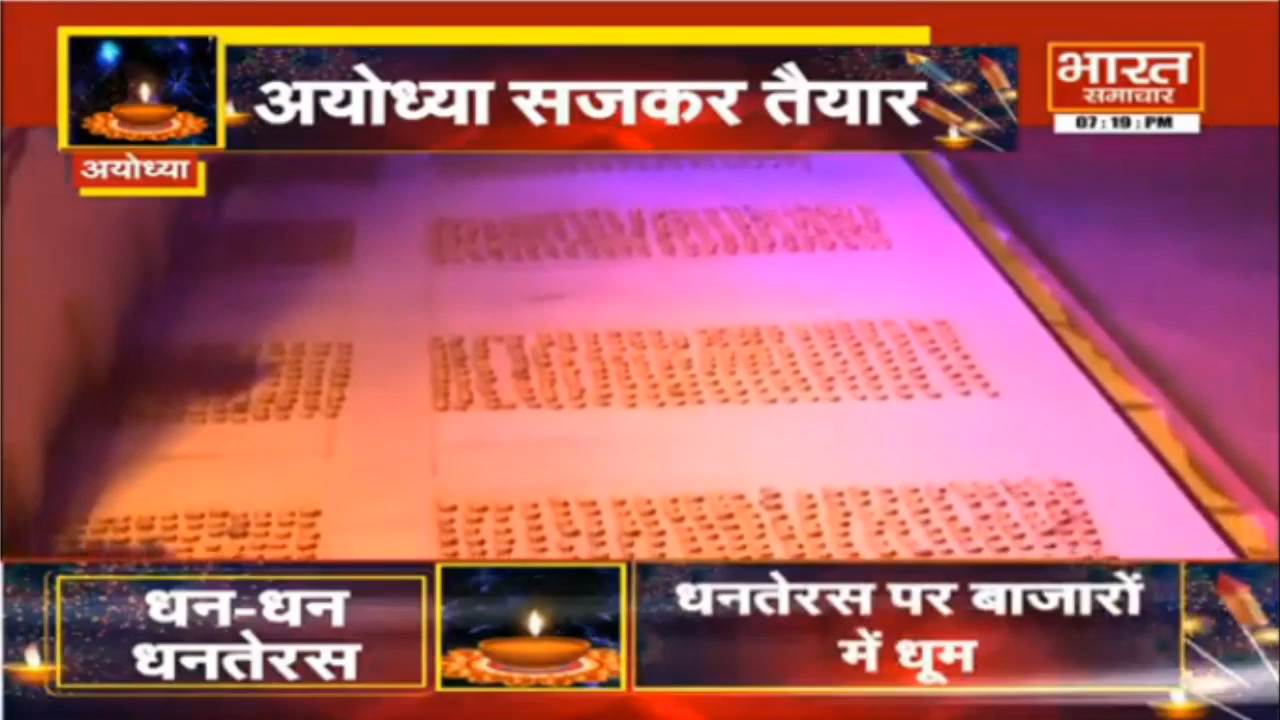 अयोध्या सजकर तैयार
भारत
समाचार
07:19:PM
अयोध्या
धन-धन
धनतेरस
धनतेरस पर बाजारों
में धूम